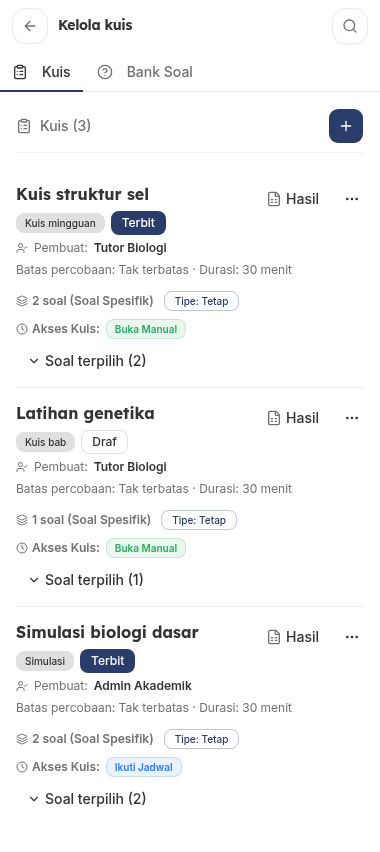 Kelola kuis
Kuis
Bank Soal
Kuis (3)
Kuis struktur sel
Hasil
Kuis mingguan
Terbit
Pembuat: Tutor Biologi
Batas percobaan: Tak terbatas · Durasi: 30 menit
2 soal (Soal Spesifik)
Tipe: Tetap
Akses Kuis:
Buka Manual
Soal terpilih (2)
Latihan genetika
Hasil
Kuis bab
Draf
Pembuat: Tutor Biologi
Batas percobaan: Tak terbatas · Durasi: 30 menit
1 soal (Soal Spesifik)
Tipe: Tetap
Akses Kuis:
Buka Manual
Soal terpilih (1)
Simulasi biologi dasar
Hasil
Simulasi
Terbit
Pembuat: Admin Akademik
Batas percobaan: Tak terbatas · Durasi: 30 menit
2 soal (Soal Spesifik)
Tipe: Tetap
Akses Kuis:
Ikuti Jadwal
Soal terpilih (2)